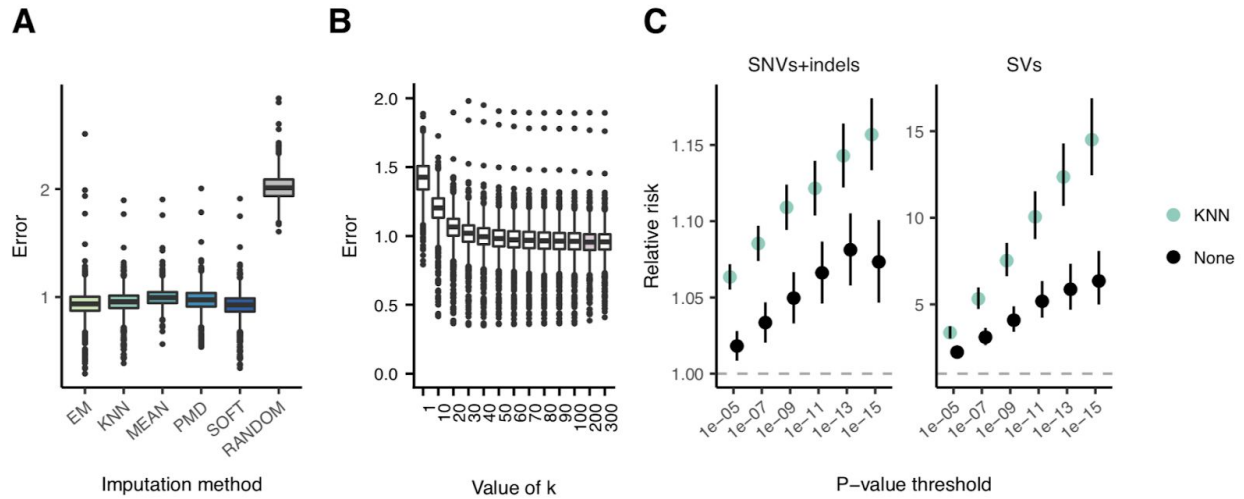 A
Error
2
1
EM
KNN
MEAN
PMD
SOFT
RANDOM
Imputation method
B
Error
2.0
1.5
1.0
0.5
0.0
1
10
20
30
40
50
60
70
80
90
100
200
300
Value of k
C
SNVs+indels
SVs
Relative risk
1.15
1.10
1.05
1.00
15
10
5
1e−05
1e−07
1e−09
1e−11
1e−13
1e−15
1e−05
1e−07
1e−09
1e−11
1e−13
1e−15
P−value threshold
KNN
None